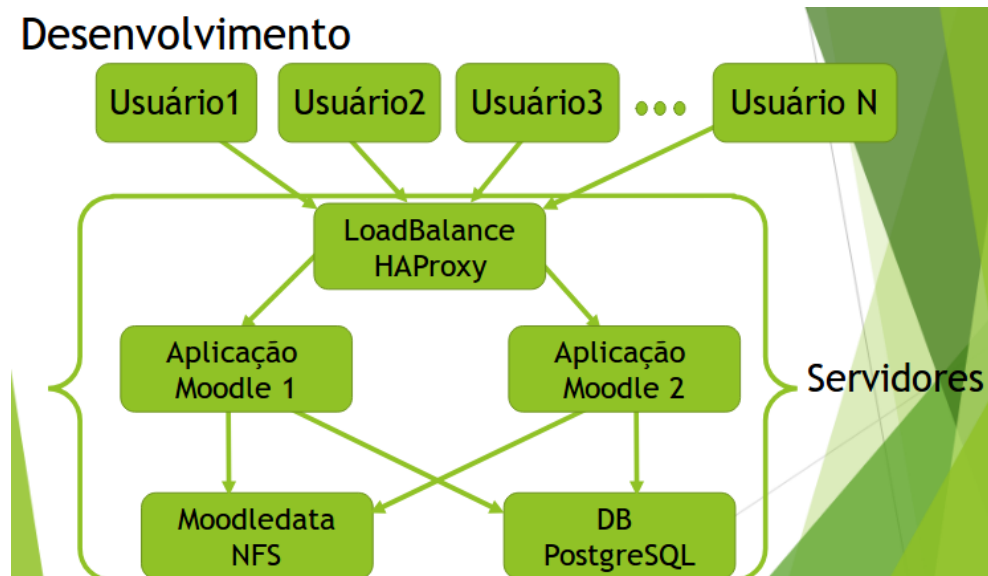 Desenvolvimento
Usuário1
Usuário2
Usuário3
Usuário N
LoadBalance
HAProxy
Aplicação
Moodle 1
Aplicação
Moodle 2
Servidores
Moodledata
NFS
DB
PostgreSQL